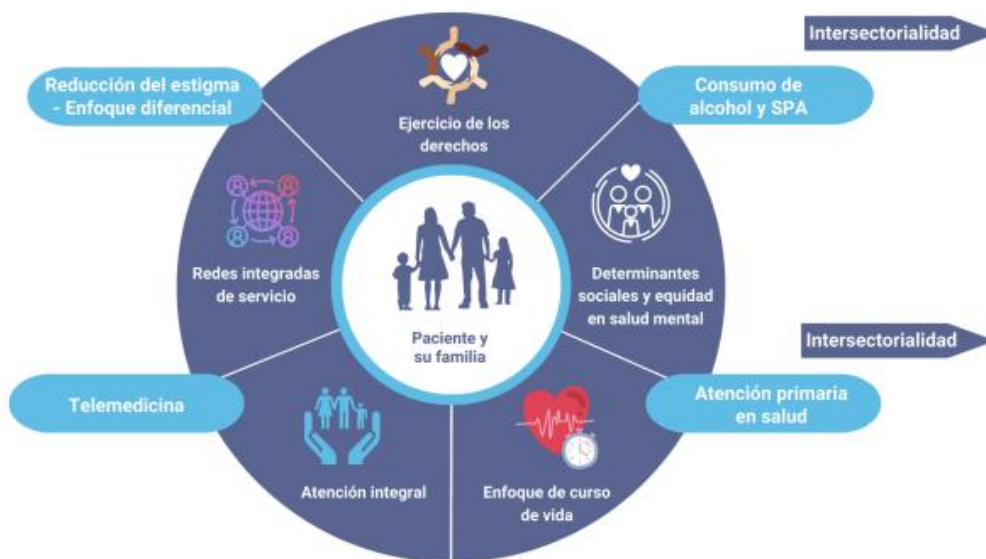 Intersectorialidad
Reducción del estigma
- Enfoque diferencial
Consumo de
alcohol y SPA
Ejercicio de los
derechos
Redes integradas
de servicio
Determinantes
sociales y equidad
en salud mental
Paciente y
su familia
Intersectorialidad
Telemedicina
Atención primaria
en salud
Atención integral
Enfoque de curso
de vida